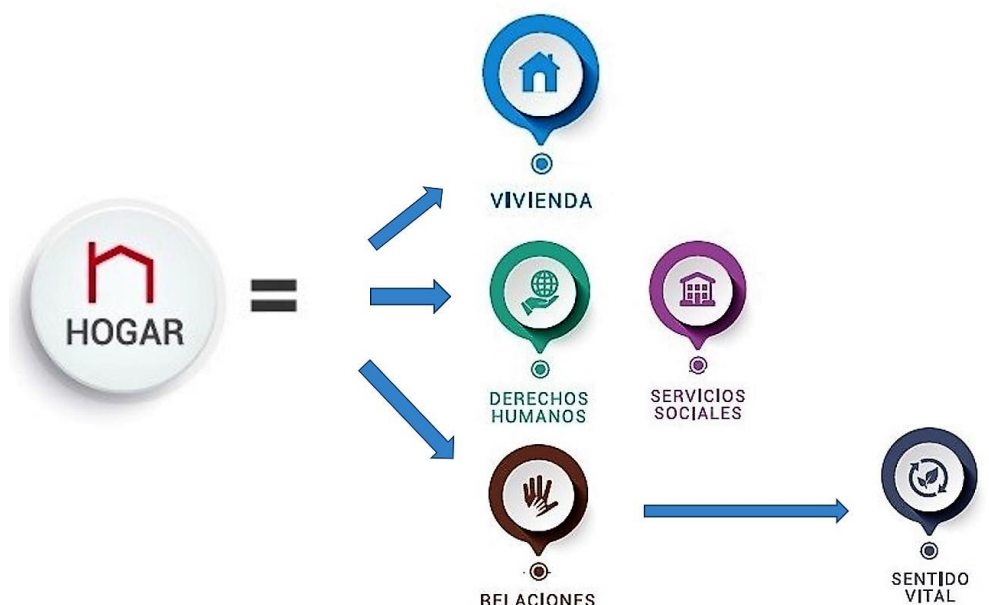 VIVIENDA
HOGAR
=
DERECHOS
HUMANOS
SERVICIOS
SOCIALES
RELACIONES
SENTIDO
VITAL